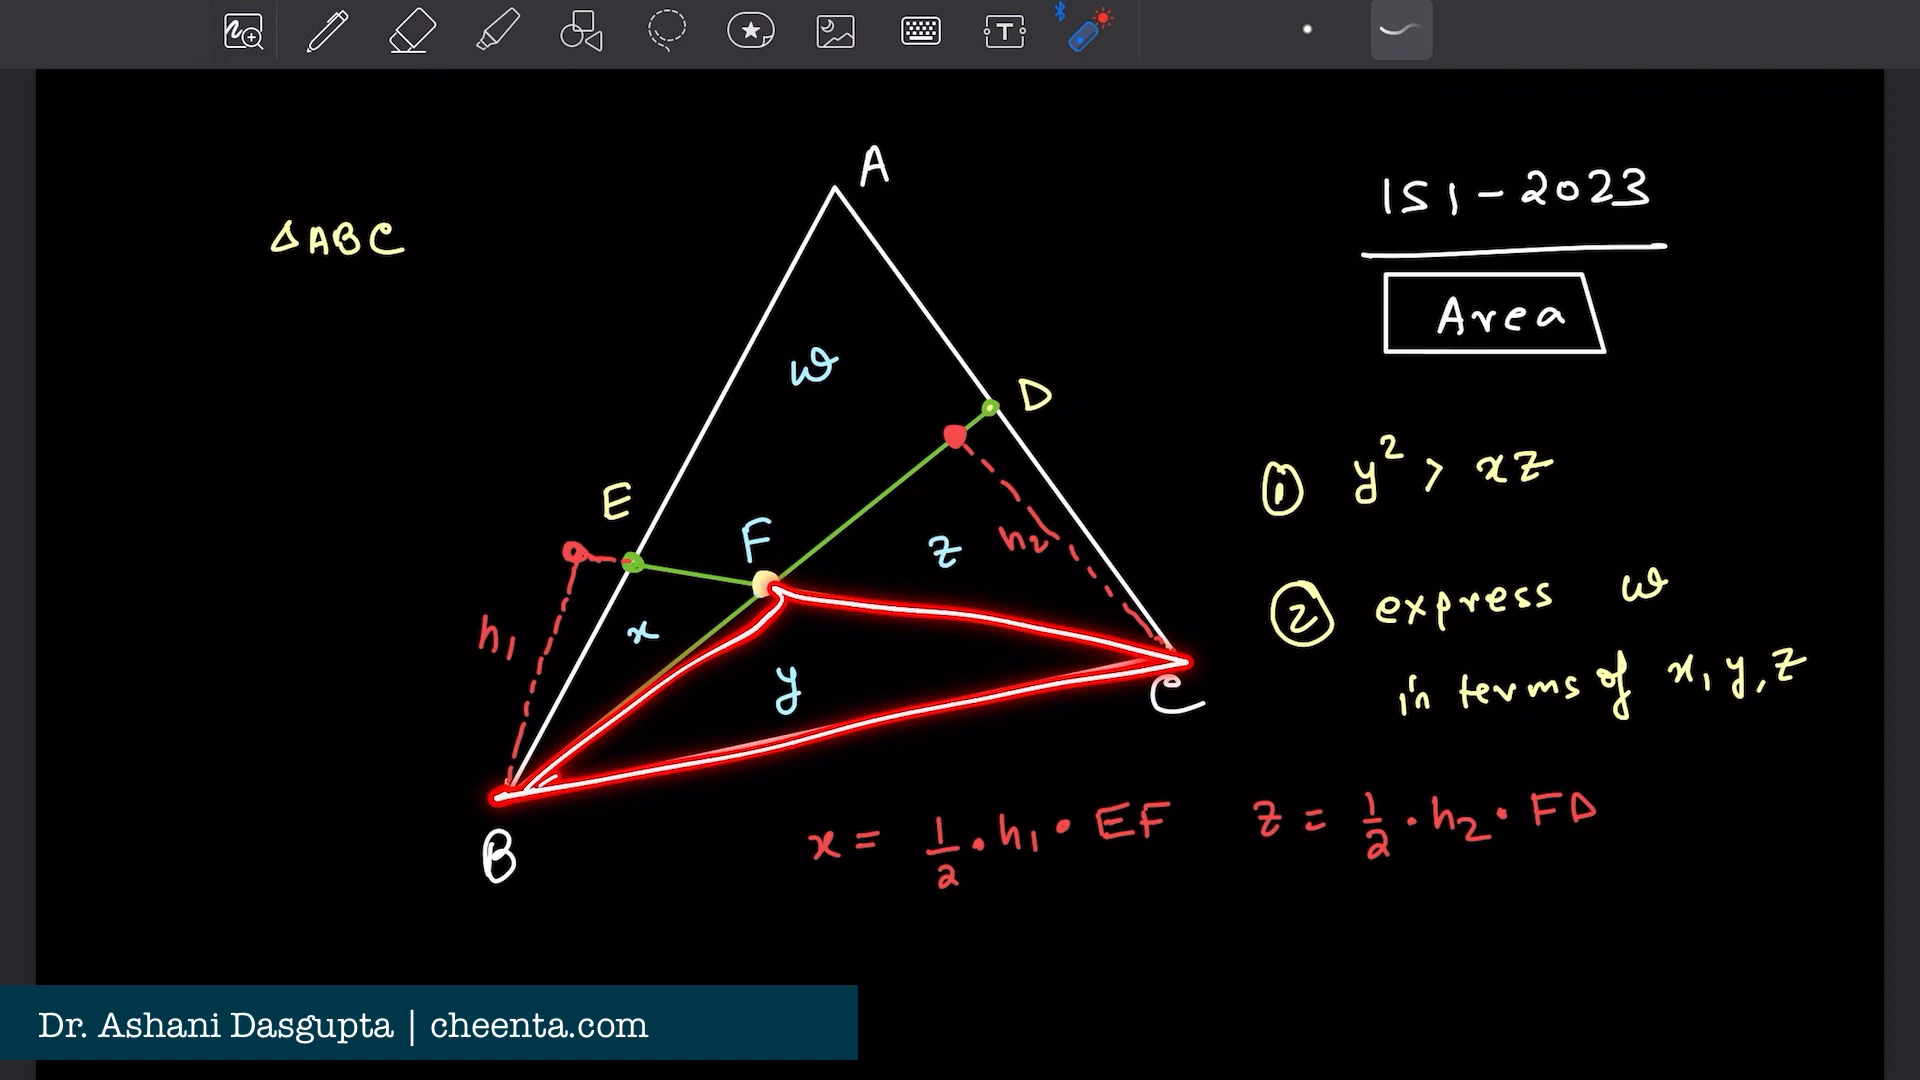 A
ISI-2023
ΔABC
Area
w
D
① y² > xz
E
F
z
h₂
② express w
h₁
x
in terms of x, y, z
y
C
x = 1/2 · h₁ · EF
z = 1/2 · h₂ · FD
B
Dr. Ashani Dasgupta | cheenta.com